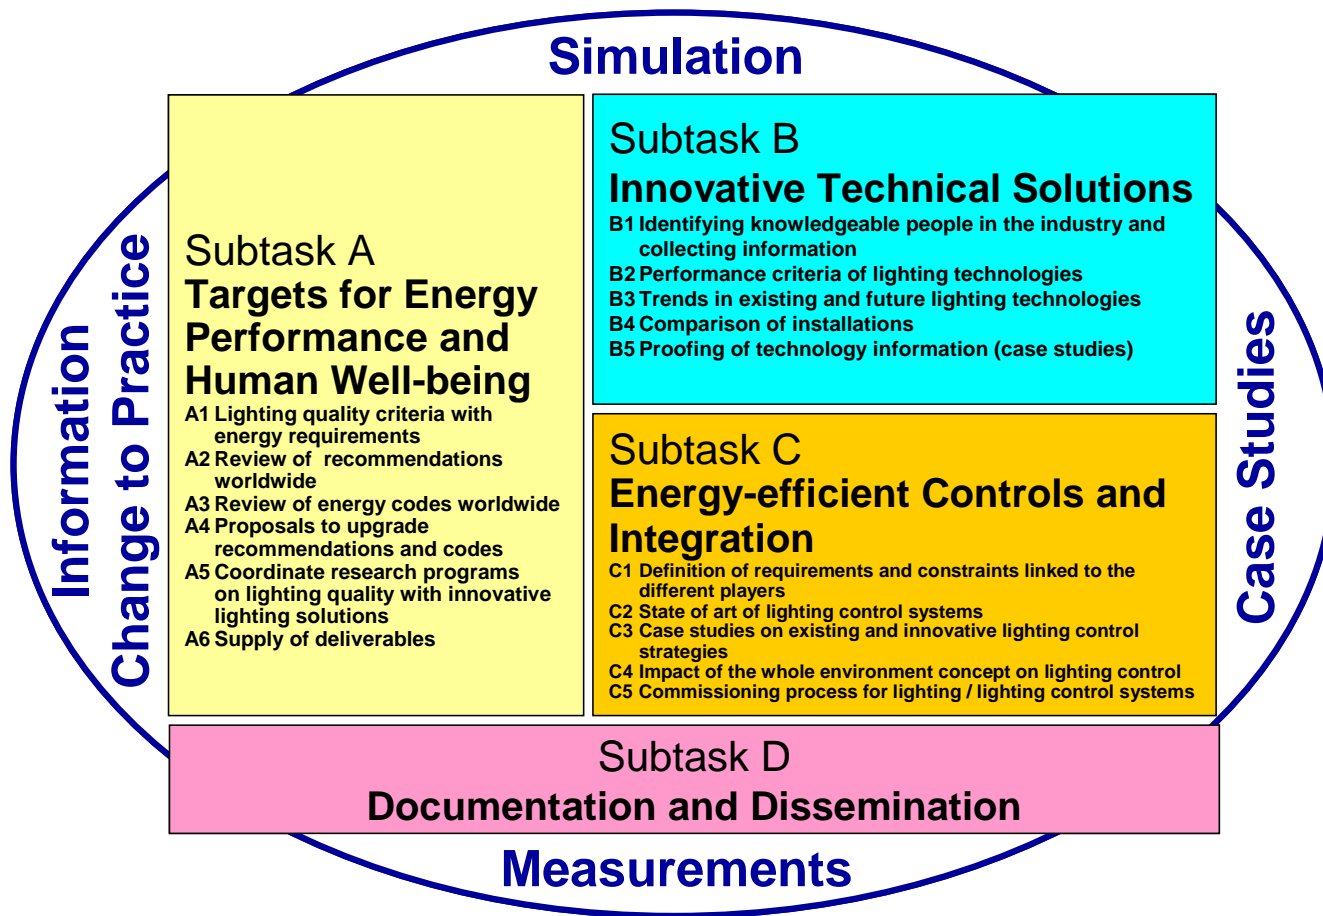 Simulation
Information
Change to Practice
Subtask A
Targets for Energy
Performance and
Human Well-being
A1 Lighting quality criteria with
energy requirements
A2 Review of recommendations
worldwide
A3 Review of energy codes worldwide
A4 Proposals to upgrade
recommendations and codes
A5 Coordinate research programs
on lighting quality with innovative
lighting solutions
A6 Supply of deliverables
Subtask B
Innovative Technical Solutions
B1 Identifying knowledgeable people in the industry and
collecting information
B2 Performance criteria of lighting technologies
B3 Trends in existing and future lighting technologies
B4 Comparison of installations
B5 Proofing of technology information (case studies)
Subtask C
Energy-efficient Controls and
Integration
C1 Definition of requirements and constraints linked to the
different players
C2 State of art of lighting control systems
C3 Case studies on existing and innovative lighting control
strategies
C4 Impact of the whole environment concept on lighting control
C5 Commissioning process for lighting / lighting control systems
Case Studies
Subtask D
Documentation and Dissemination
Measurements